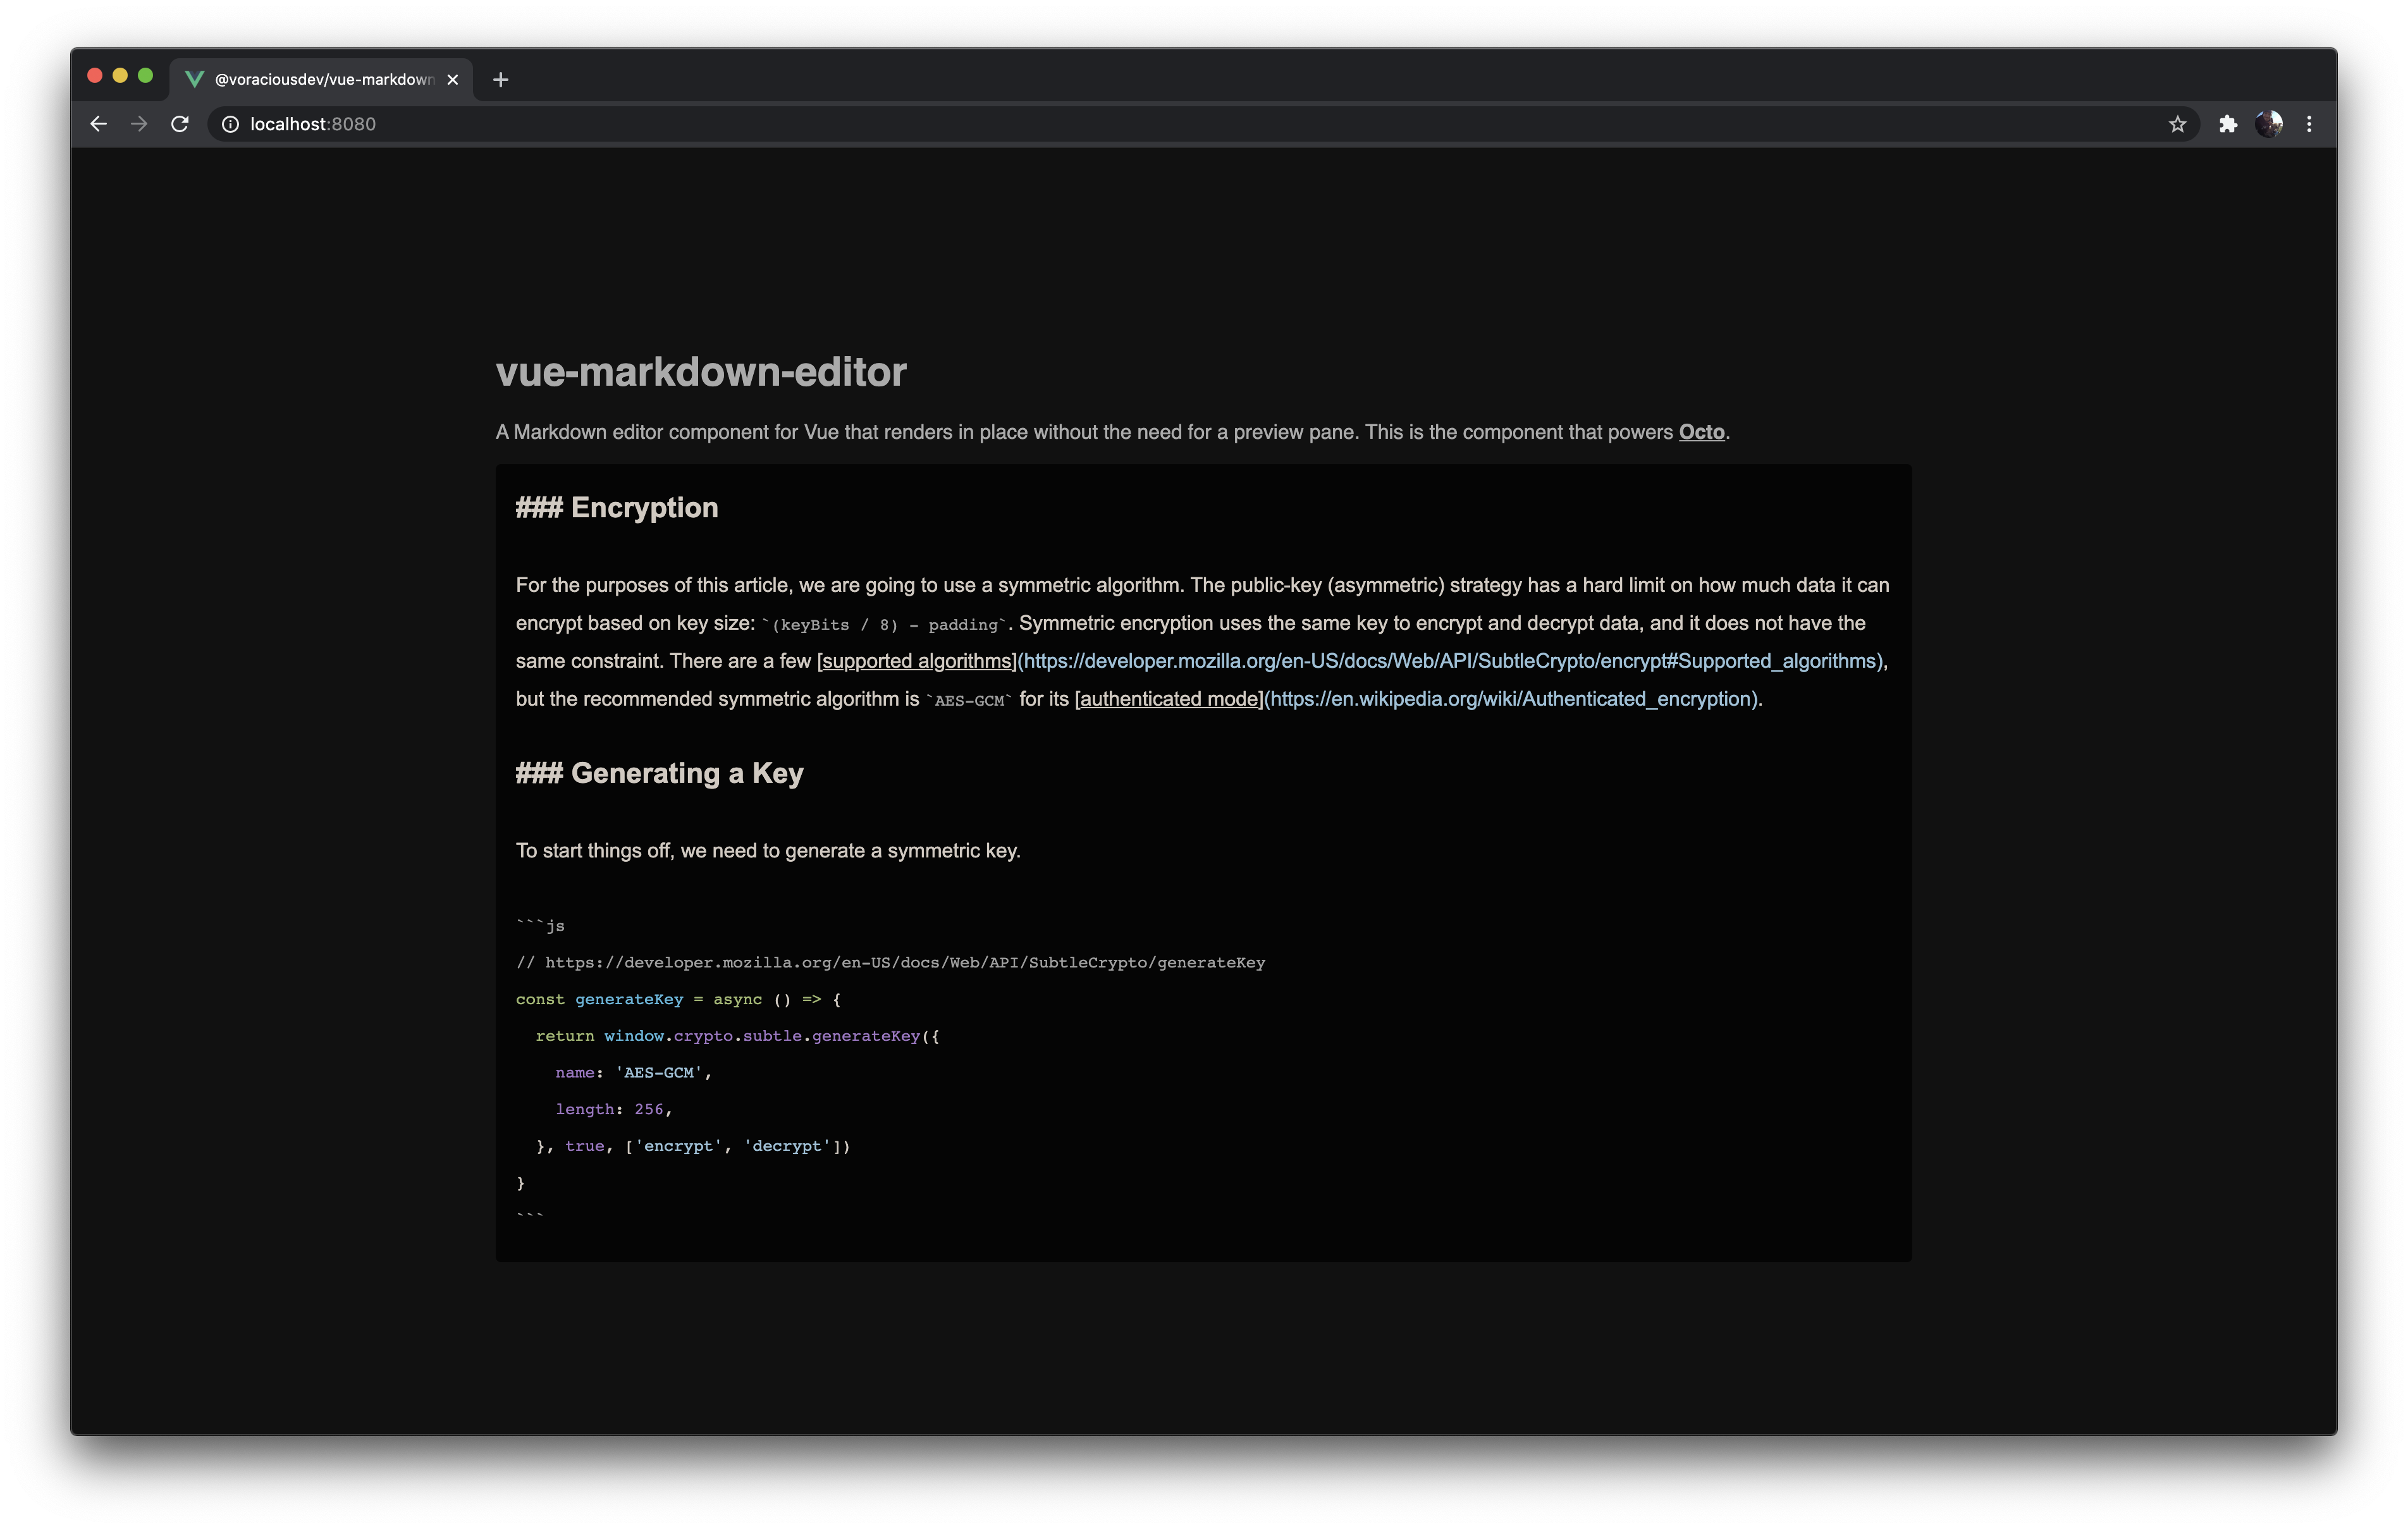 @voraciousdev/vue-markdown
localhost:8080
vue-markdown-editor
A Markdown editor component for Vue that renders in place without the need for a preview pane. This is the component that powers Octo.
### Encryption
For the purposes of this article, we are going to use a symmetric algorithm. The public-key (asymmetric) strategy has a hard limit on how much data it can
encrypt based on key size: `(keyBits / 8) - padding`. Symmetric encryption uses the same key to encrypt and decrypt data, and it does not have the
same constraint. There are a few [supported algorithms](https://developer.mozilla.org/en-US/docs/Web/API/SubtleCrypto/encrypt#Supported_algorithms),
but the recommended symmetric algorithm is `AES-GCM` for its [authenticated mode](https://en.wikipedia.org/wiki/Authenticated_encryption).
### Generating a Key
To start things off, we need to generate a symmetric key.
```js
// https://developer.mozilla.org/en-US/docs/Web/API/SubtleCrypto/generateKey
const generateKey = async () => {
  return window.crypto.subtle.generateKey({
    name: 'AES-GCM',
    length: 256,
  }, true, ['encrypt', 'decrypt'])
}
```